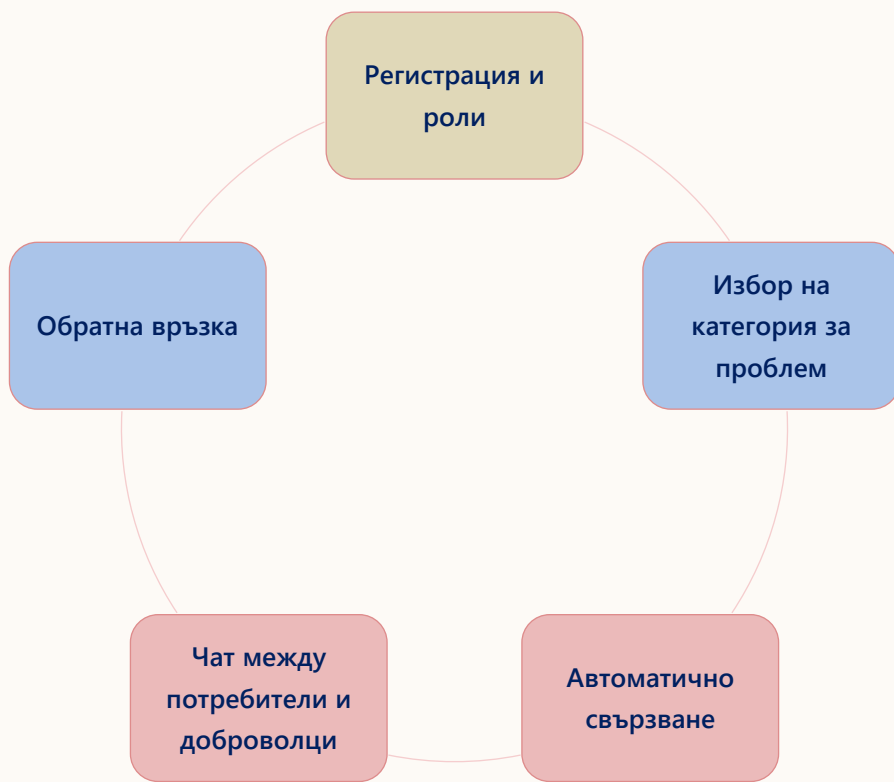 Регистрация и
роли
Избор на
категория за
проблем
Автоматично
свързване
Чат между
потребители и
доброволци
Обратна връзка